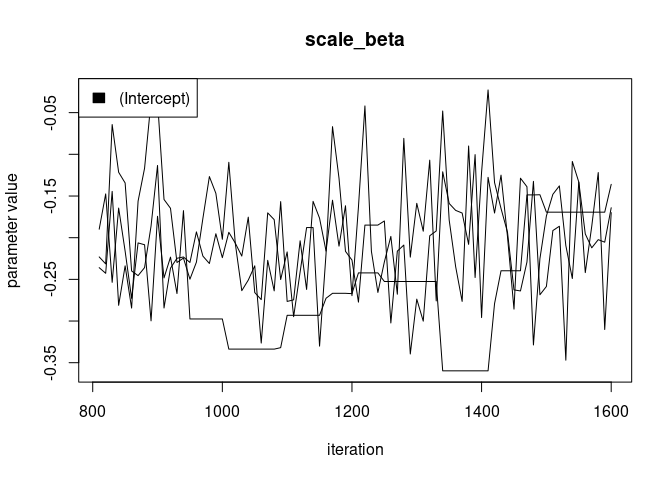 scale_beta
(Intercept)
parameter value
-0.05
-0.15
-0.25
-0.35
800 1000 1200 1400 1600
iteration